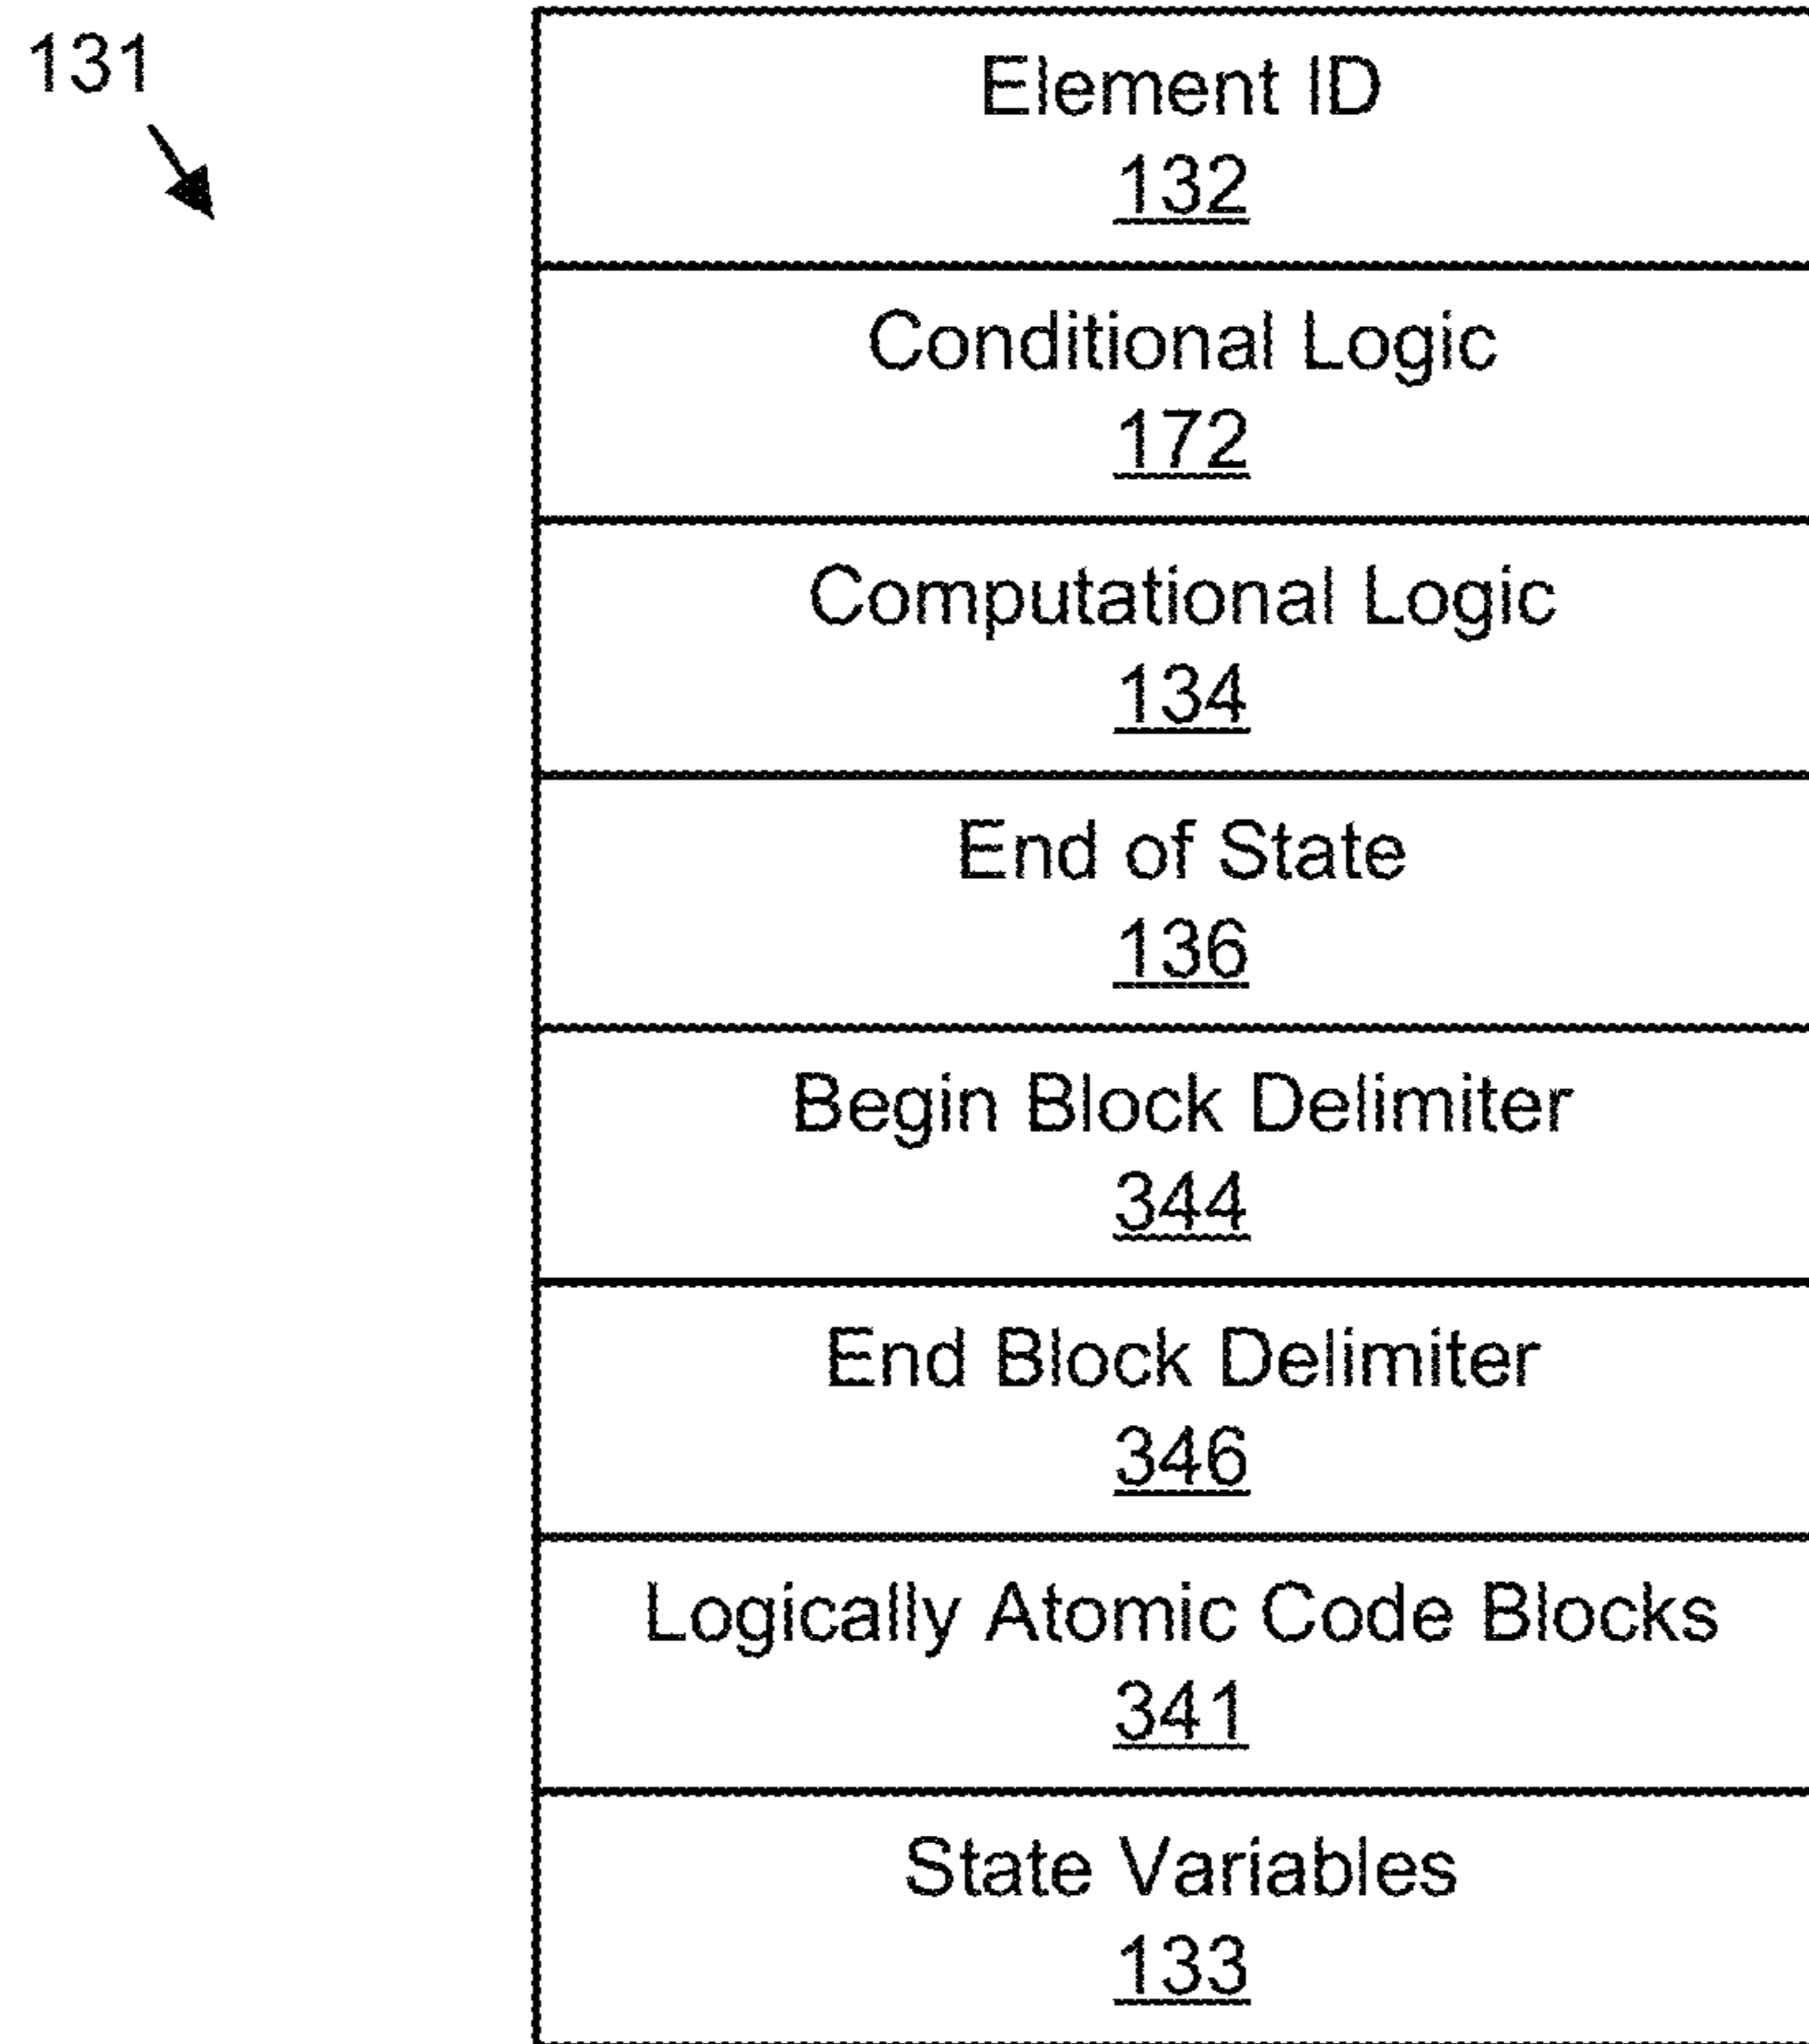 131
Element ID
132
Conditional Logic
172
Computational Logic
134
End of State
136
Begin Block Delimiter
344
End Block Delimiter
346
Logically Atomic Code Blocks
341
State Variables
133